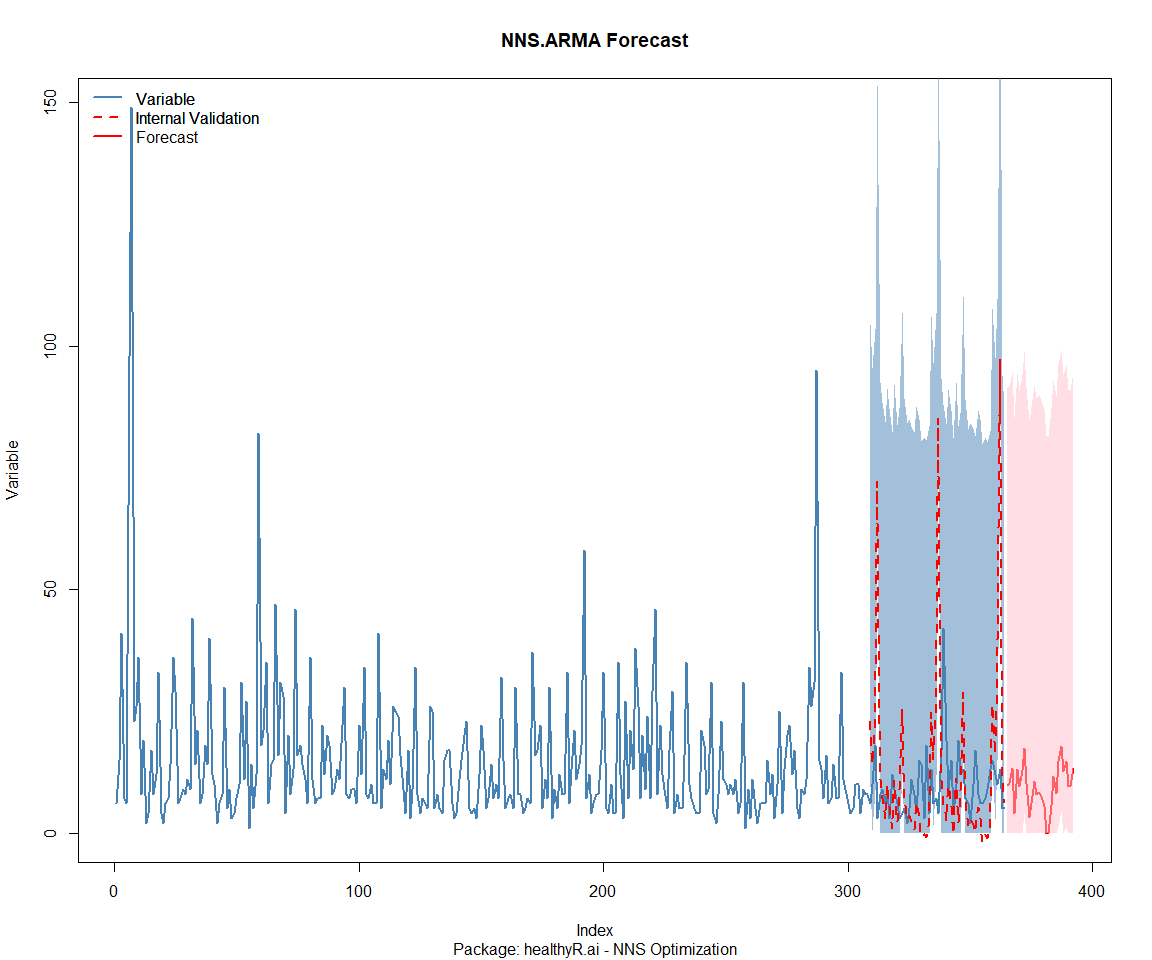 NNS.ARMA Forecast
Variable
Internal Validation
Forecast
Variable
150
100
50
0
0 100 200 300 400
Index
Package: healthyR.ai - NNS Optimization